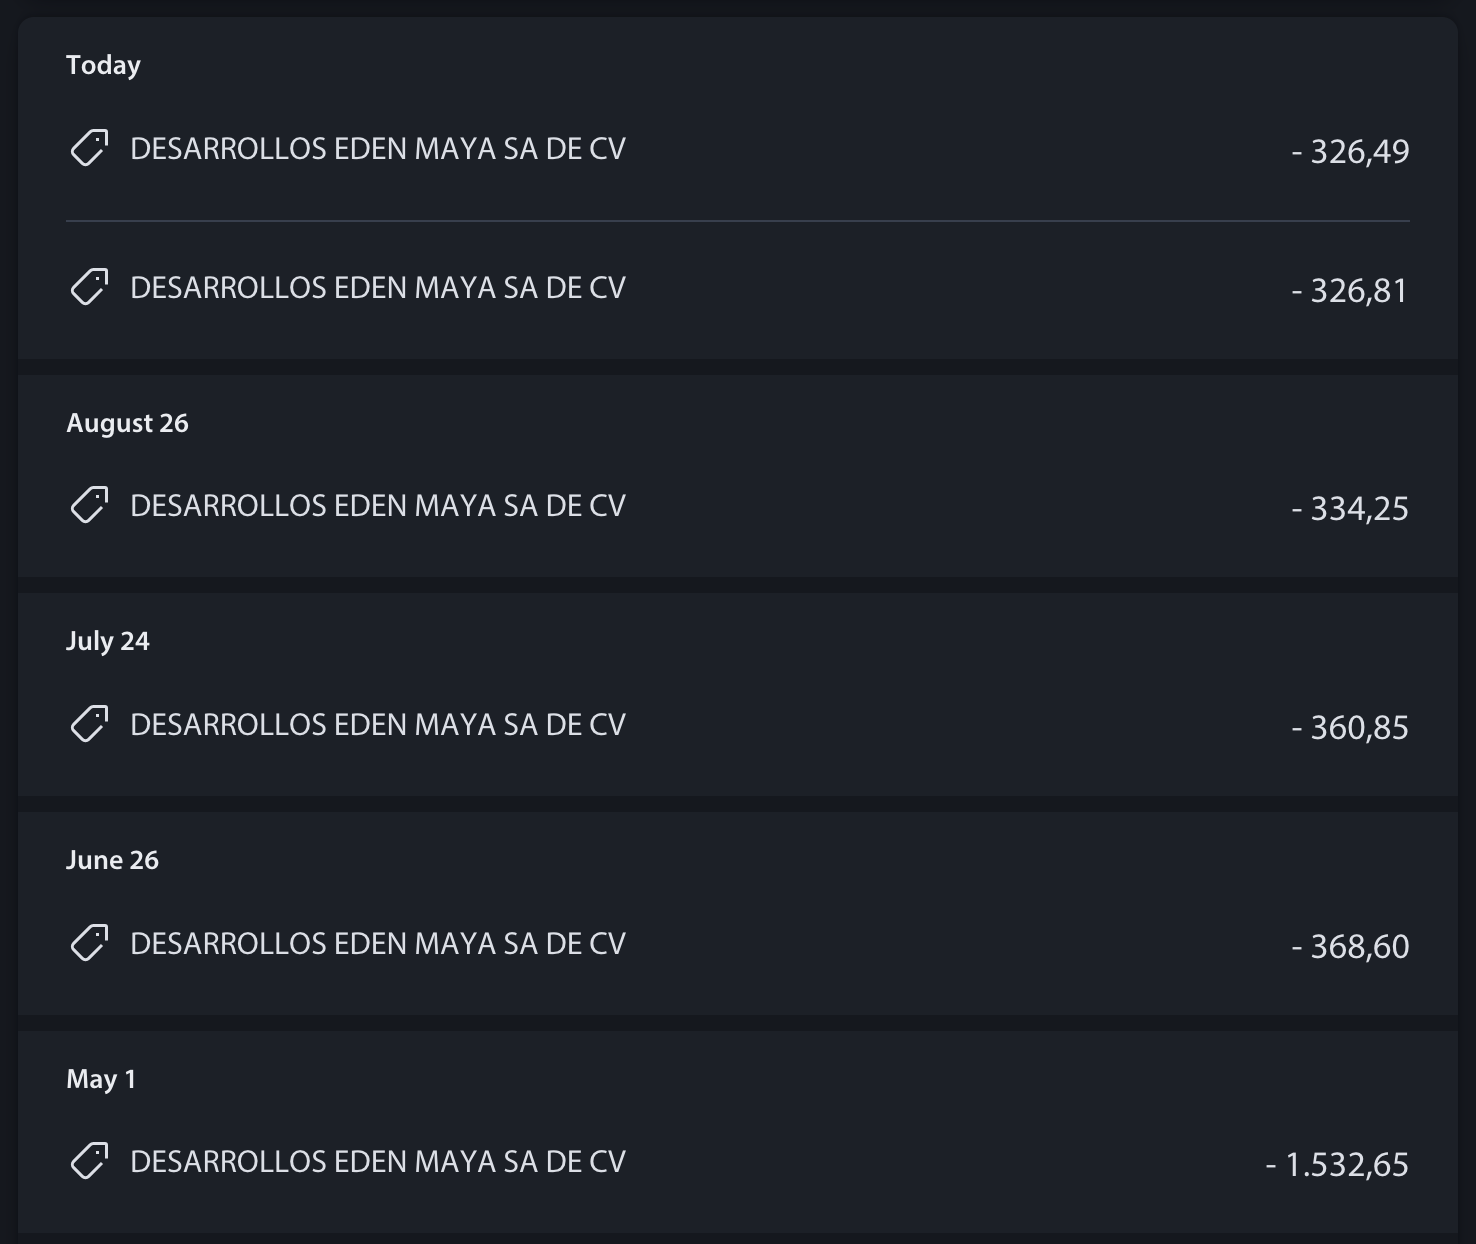 Today
DESARROLLOS EDEN MAYA SA DE CV - 326,49
DESARROLLOS EDEN MAYA SA DE CV - 326,81
August 26
DESARROLLOS EDEN MAYA SA DE CV - 334,25
July 24
DESARROLLOS EDEN MAYA SA DE CV - 360,85
June 26
DESARROLLOS EDEN MAYA SA DE CV - 368,60
May 1
DESARROLLOS EDEN MAYA SA DE CV - 1.532,65